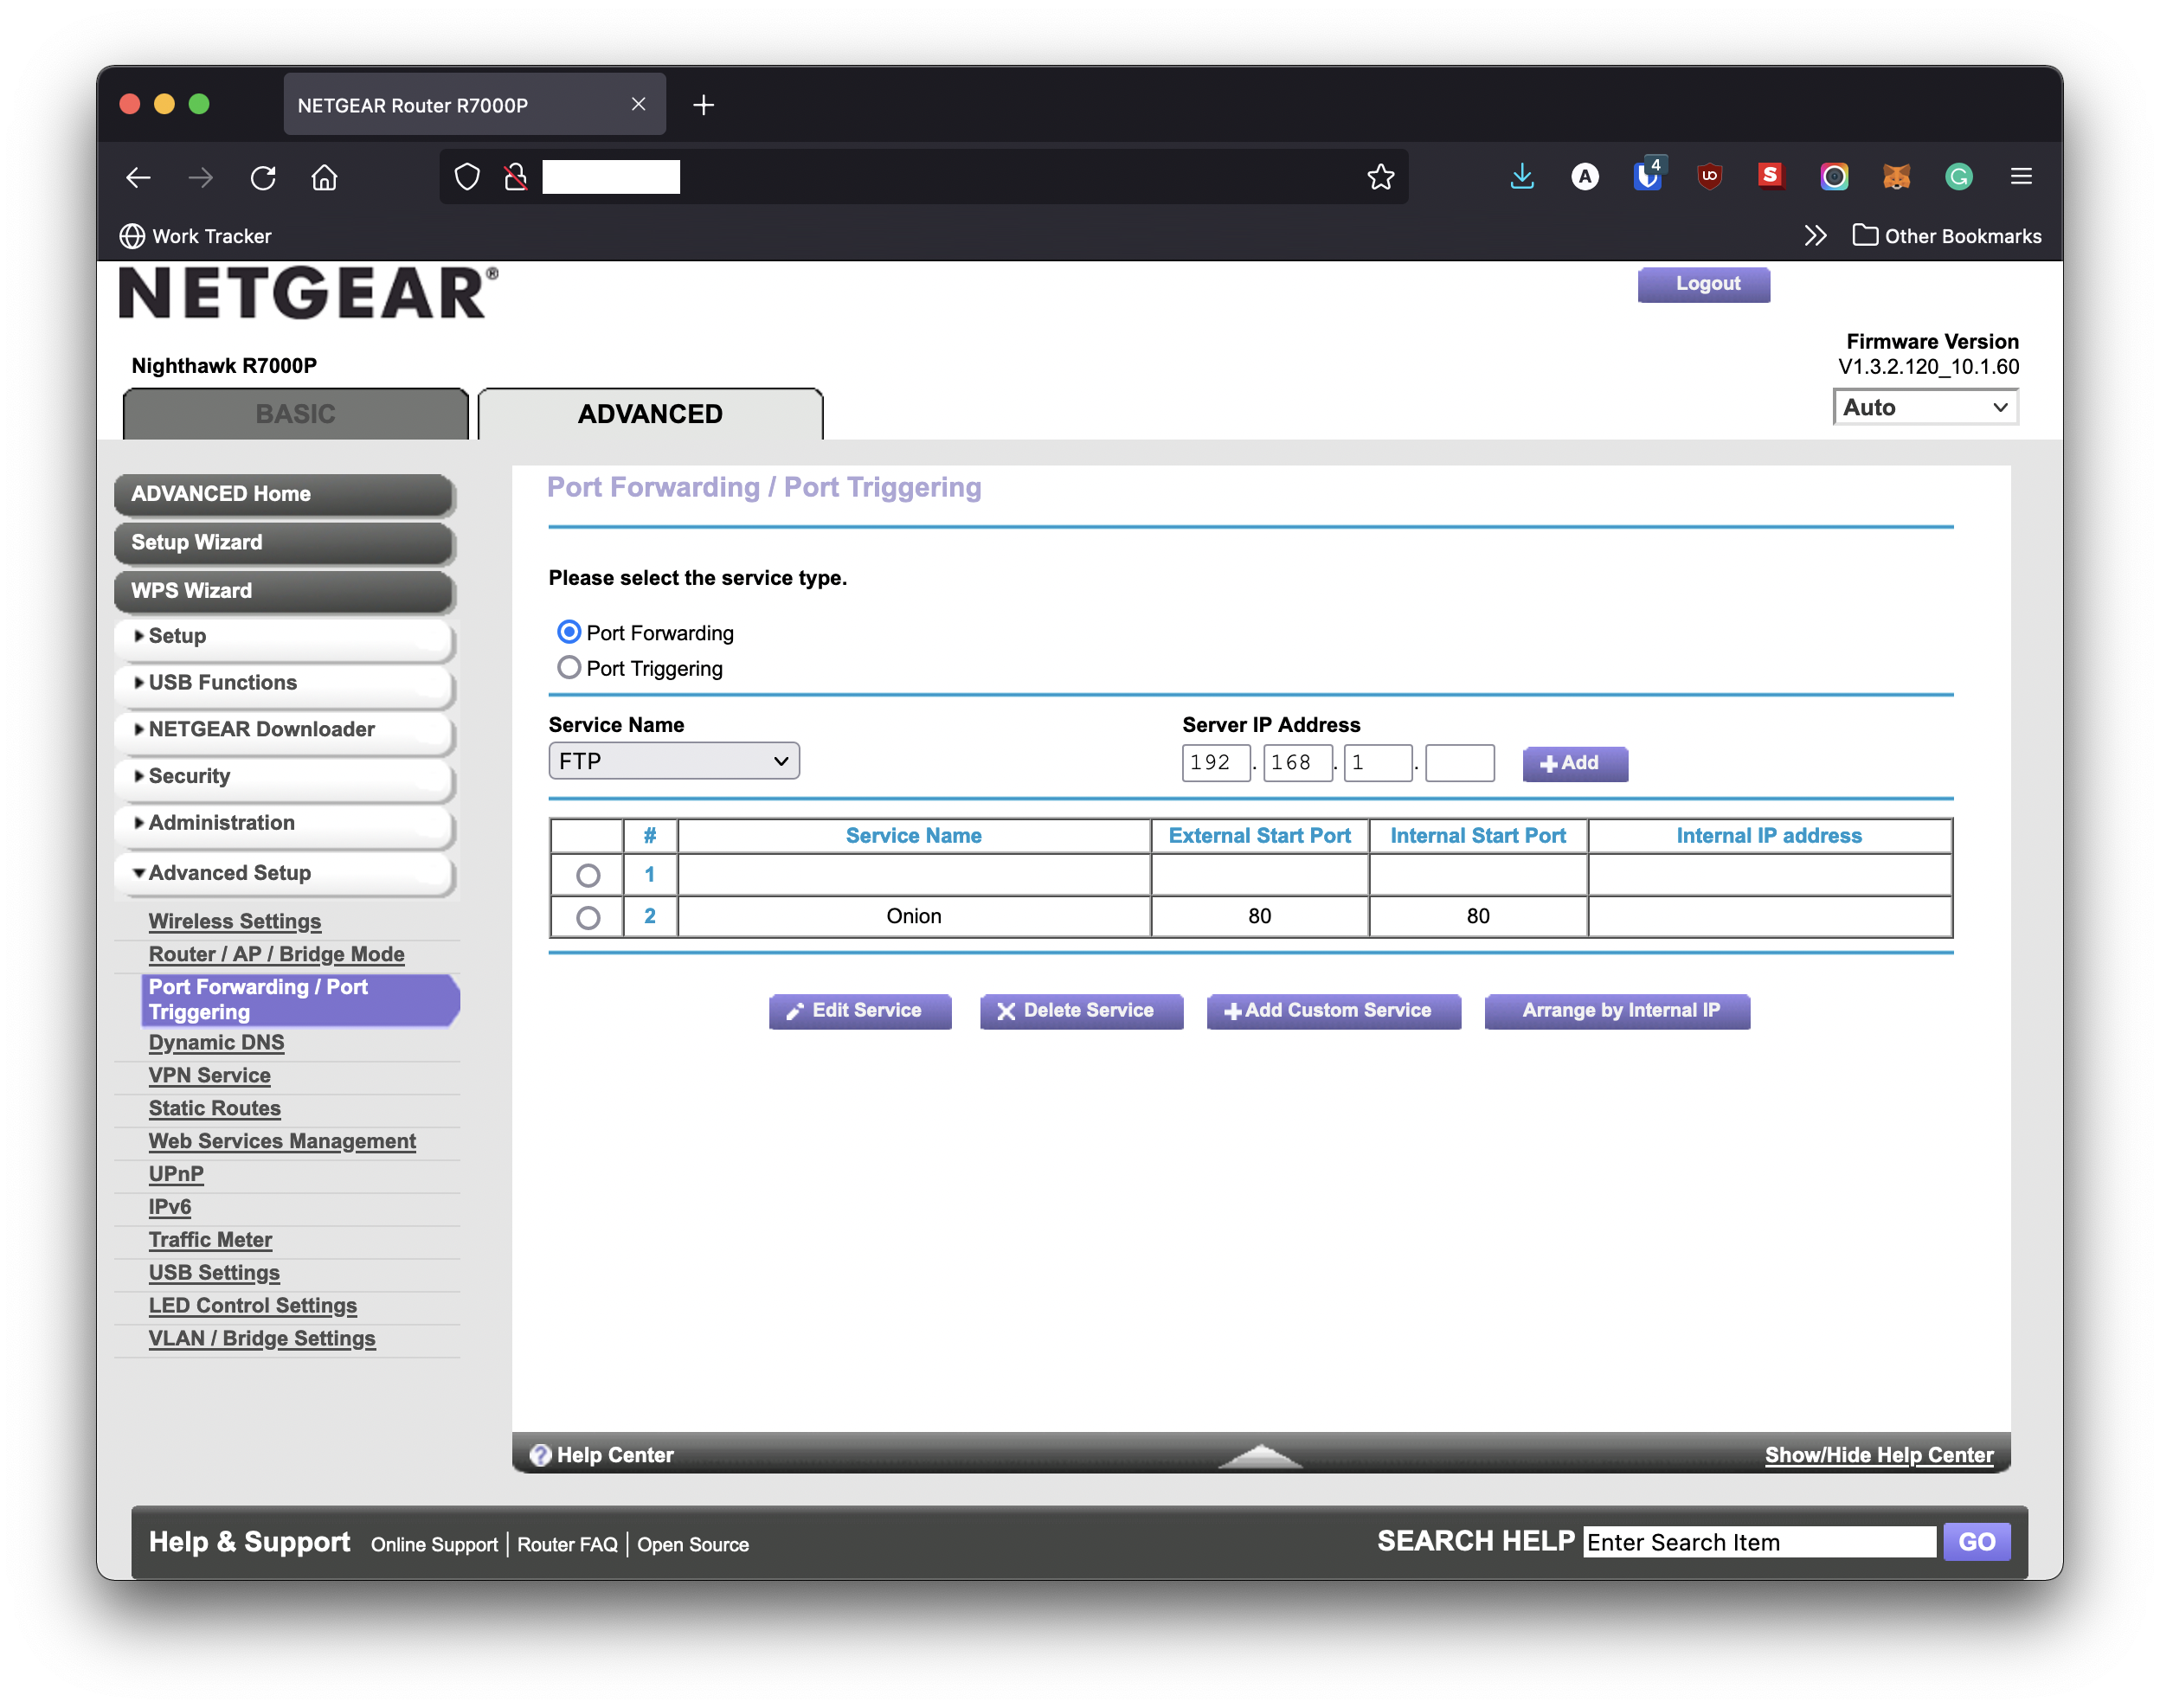 NETGEAR Router R7000P
4
Work Tracker
Other Bookmarks
NETGEAR®
Logout
Nighthawk R7000P
Firmware Version
V1.3.2.120_10.1.60
BASIC
ADVANCED
Auto
ADVANCED Home
Setup Wizard
WPS Wizard
Setup
USB Functions
NETGEAR Downloader
Security
Administration
Advanced Setup
Wireless Settings
Router / AP / Bridge Mode
Port Forwarding / Port
Triggering
Dynamic DNS
VPN Service
Static Routes
Web Services Management
UPnP
IPv6
Traffic Meter
USB Settings
LED Control Settings
VLAN / Bridge Settings
Port Forwarding / Port Triggering
Please select the service type.
Port Forwarding
Port Triggering
Service Name
Server IP Address
FTP
192 . 168 . 1 .
Add
# Service Name External Start Port Internal Start Port Internal IP address
1
2 Onion 80 80
Edit Service
Delete Service
Add Custom Service
Arrange by Internal IP
? Help Center
Show/Hide Help Center
Help & Support Online Support | Router FAQ | Open Source
SEARCH HELP Enter Search Item GO